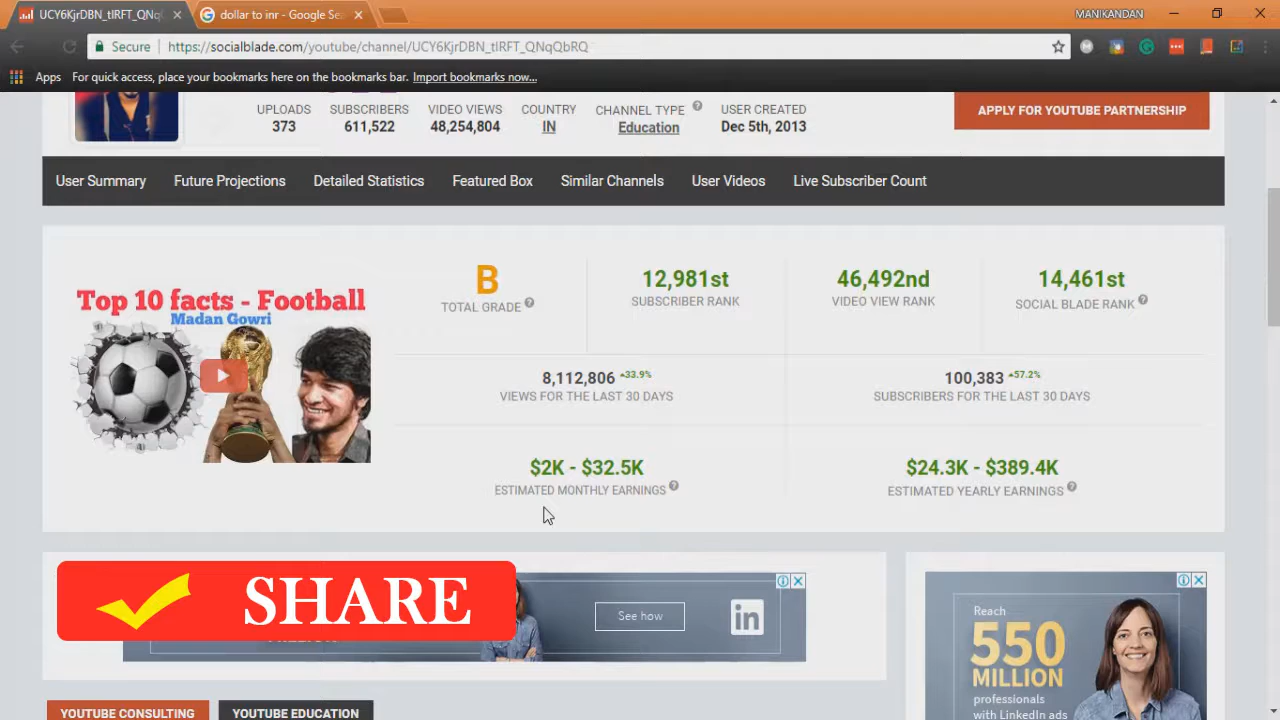 UCY6KjrDBN_tlRFT_QNq
dollar to inr - Google Sea
MANIKANDAN
Secure
https://socialblade.com/youtube/channel/UCY6KjrDBN_tlRFT_QNqQbRQ
Apps
For quick access, place your bookmarks here on the bookmarks bar. Import bookmarks now...
UPLOADS
373
SUBSCRIBERS
611,522
VIDEO VIEWS
48,254,804
COUNTRY
IN
CHANNEL TYPE
Education
USER CREATED
Dec 5th, 2013
APPLY FOR YOUTUBE PARTNERSHIP
User Summary
Future Projections
Detailed Statistics
Featured Box
Similar Channels
User Videos
Live Subscriber Count
Top 10 facts - Football
Madan Gowri
B
TOTAL GRADE
12,981st
SUBSCRIBER RANK
46,492nd
VIDEO VIEW RANK
14,461st
SOCIAL BLADE RANK
8,112,806 33.9%
VIEWS FOR THE LAST 30 DAYS
100,383 57.2%
SUBSCRIBERS FOR THE LAST 30 DAYS
$2K - $32.5K
ESTIMATED MONTHLY EARNINGS
$24.3K - $389.4K
ESTIMATED YEARLY EARNINGS
SHARE
See how
in
Reach
550
MILLION
professionals
with LinkedIn ads
YOUTUBE CONSULTING
YOUTUBE EDUCATION